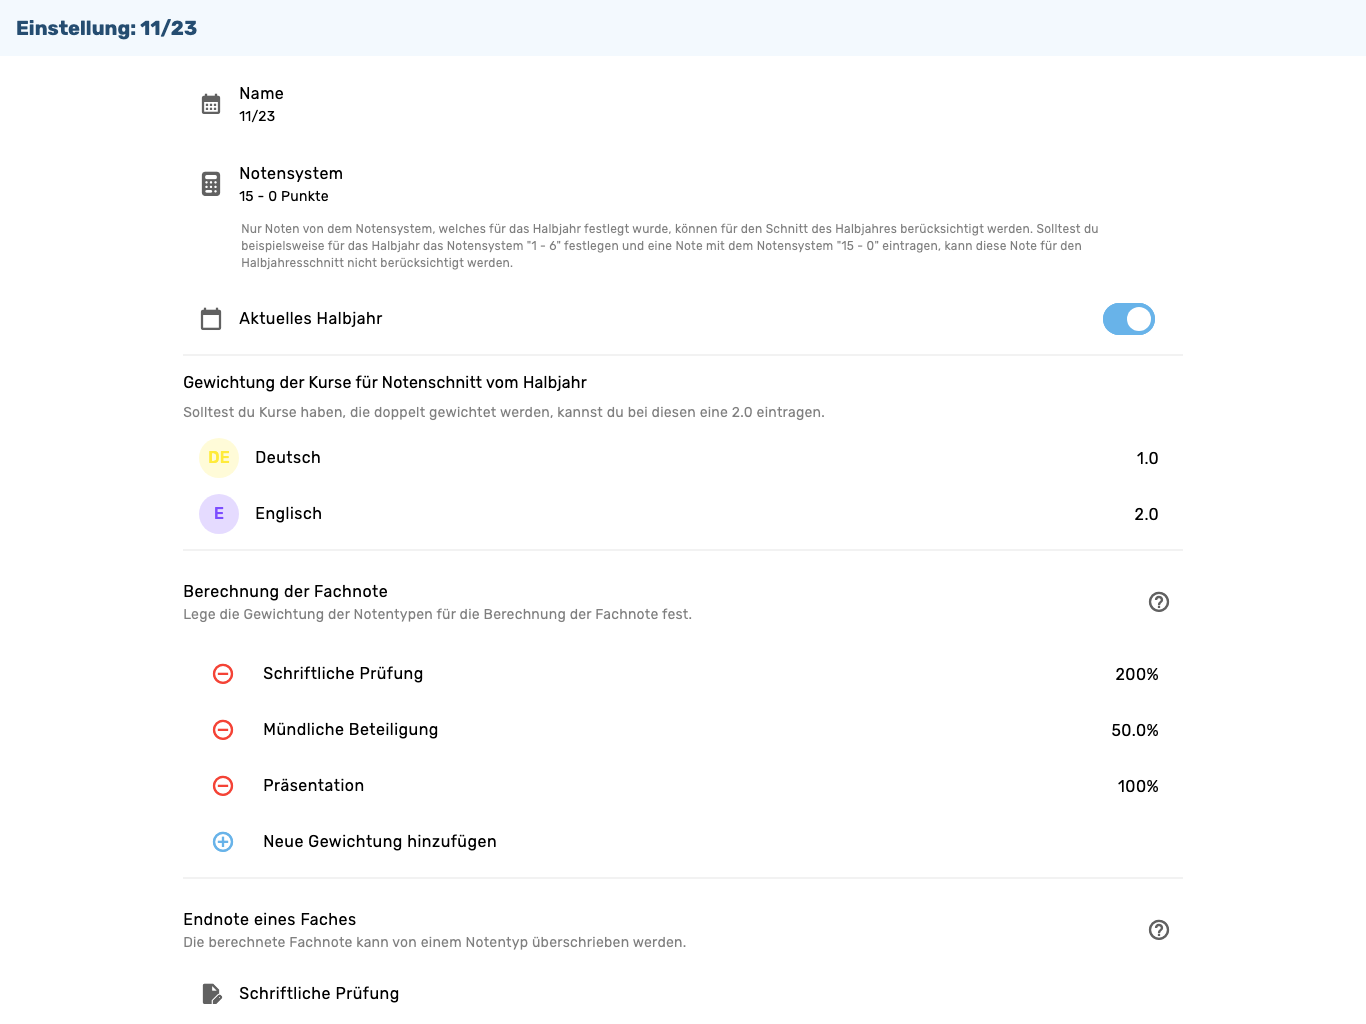 Einstellung: 11/23
Name
11/23
Notensystem
15 - 0 Punkte
Nur Noten von dem Notensystem, welches für das Halbjahr festlegt wurde, können für den Schnitt des Halbjahres berücksichtigt werden. Solltest du
beispielsweise für das Halbjahr das Notensystem "1 - 6" festlegen und eine Note mit dem Notensystem "15 - 0" eintragen, kann diese Note für den
Halbjahresschnitt nicht berücksichtigt werden.
Aktuelles Halbjahr
Gewichtung der Kurse für Notenschnitt vom Halbjahr
Solltest du Kurse haben, die doppelt gewichtet werden, kannst du bei diesen eine 2.0 eintragen.
DE Deutsch 1.0
E Englisch 2.0
Berechnung der Fachnote
Lege die Gewichtung der Notentypen für die Berechnung der Fachnote fest.
Schriftliche Prüfung 200%
Mündliche Beteiligung 50.0%
Präsentation 100%
Neue Gewichtung hinzufügen
Endnote eines Faches
Die berechnete Fachnote kann von einem Notentyp überschrieben werden.
Schriftliche Prüfung